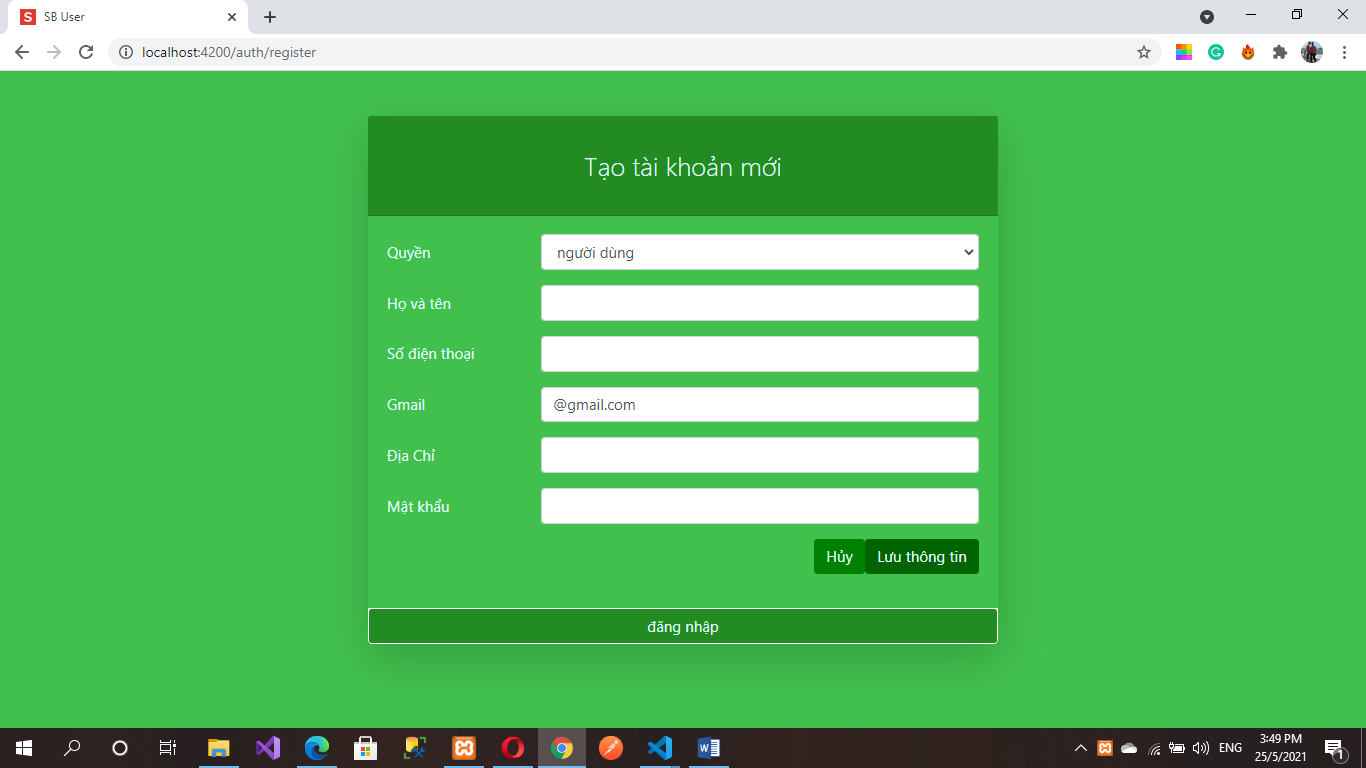 SB User
localhost:4200/auth/register
Tạo tài khoản mới
Quyền
người dùng
Họ và tên
Số điện thoại
Gmail
@gmail.com
Địa Chỉ
Mật khẩu
Hủy
Lưu thông tin
đăng nhập
ENG
3:49 PM
25/5/2021
1